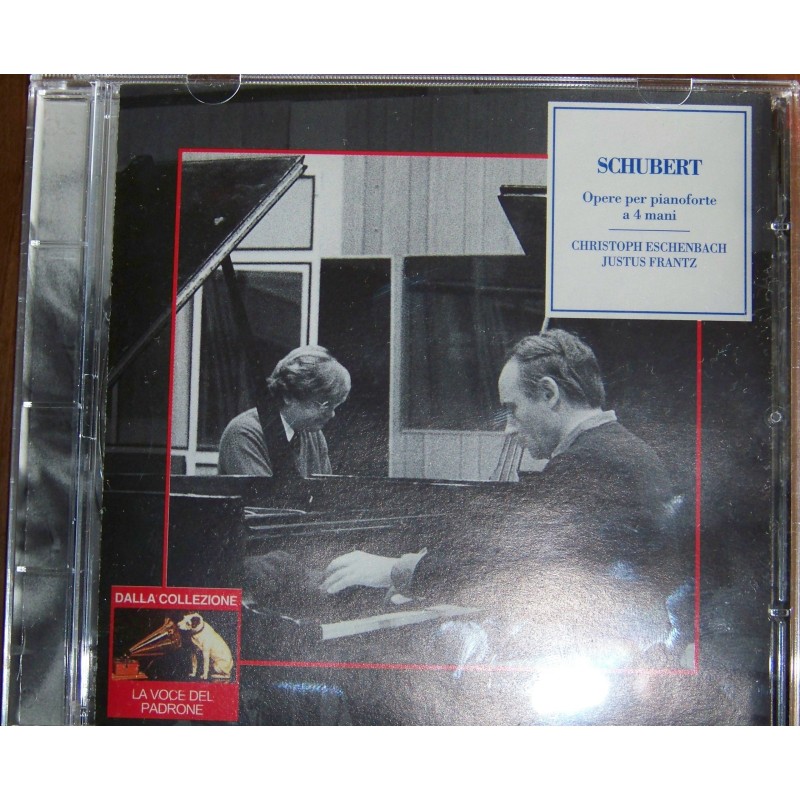 SCHUBERT
Opere per pianoforte
a 4 mani
CHRISTOPH ESCHENBACH
JUSTUS FRANTZ
DALLA COLLEZIONE
LA VOCE DEL
PADRONE